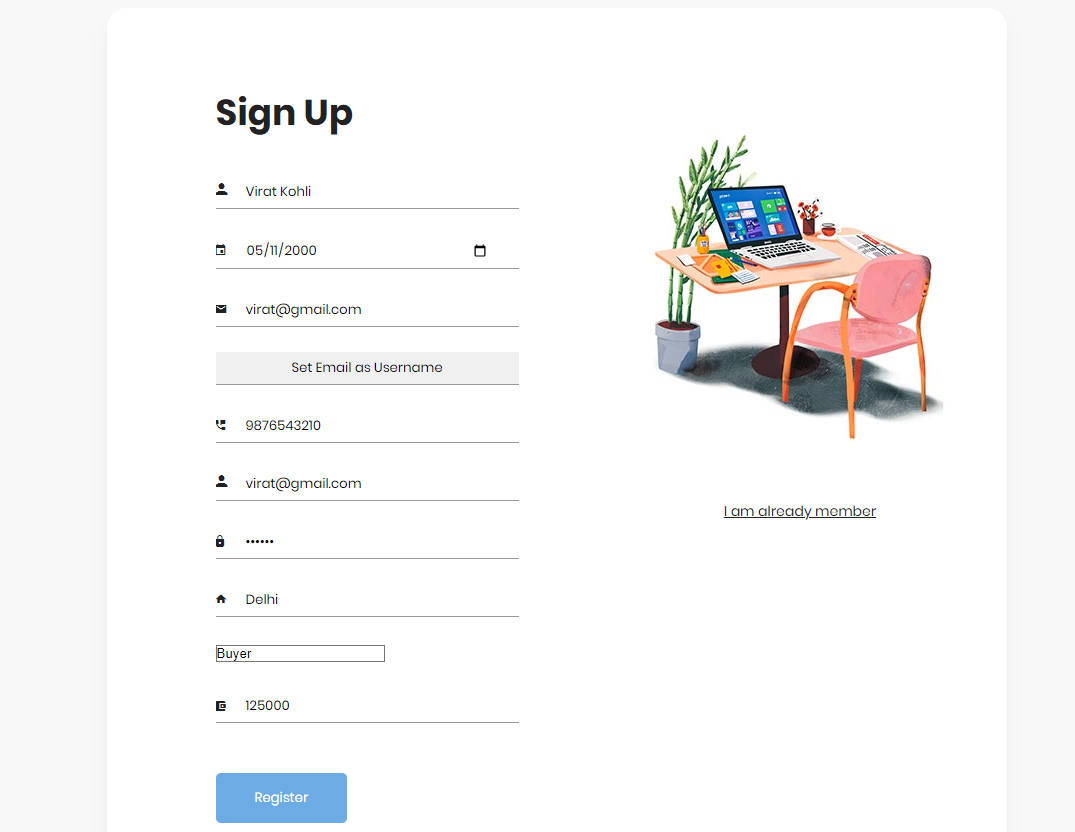 Sign Up
Virat Kohli
05/11/2000
virat@gmail.com
Set Email as Username
9876543210
virat@gmail.com
••••••
Delhi
Buyer
125000
Register
I am already member